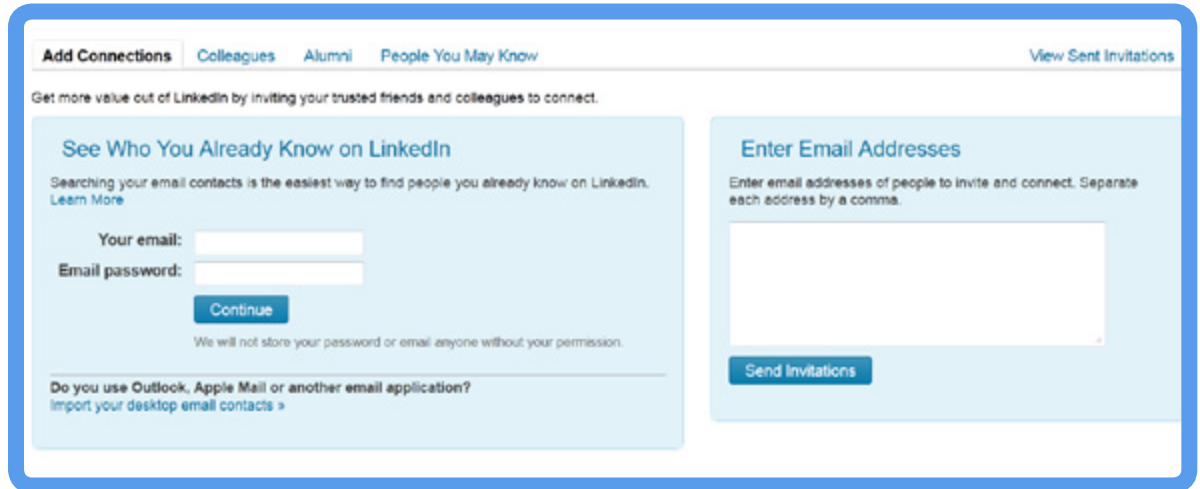 Add Connections Colleagues Alumni People You May Know View Sent Invitations
Get more value out of LinkedIn by inviting your trusted friends and colleagues to connect.
See Who You Already Know on LinkedIn
Searching your email contacts is the easiest way to find people you already know on LinkedIn.
Learn More
Your email:
Email password:
Continue
We will not store your password or email anyone without your permission.
Do you use Outlook, Apple Mail or another email application?
Import your desktop email contacts »
Enter Email Addresses
Enter email addresses of people to invite and connect. Separate
each address by a comma.
Send Invitations